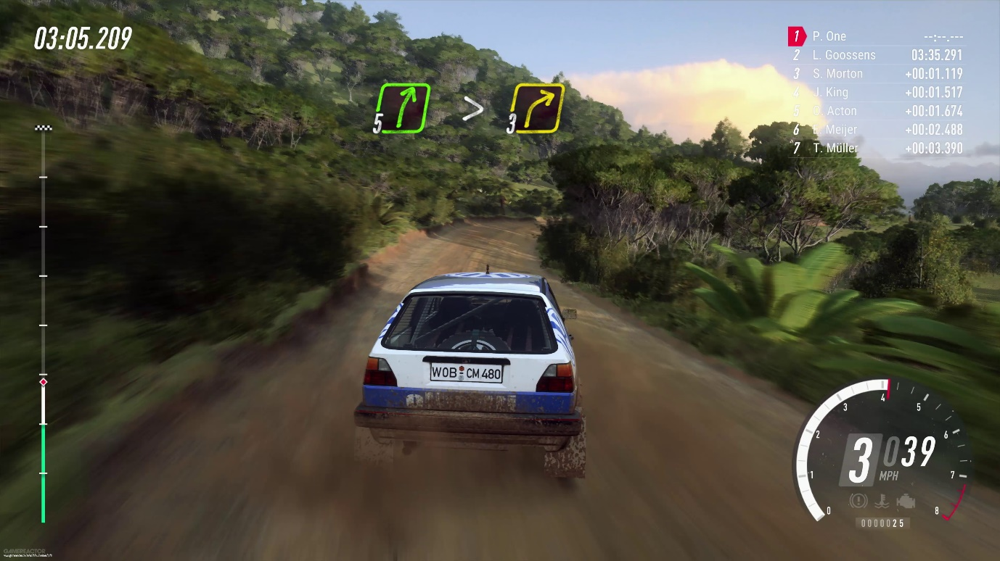 03:05.209
5 > 3
1 P. One --:--.---
2 L. Goossens 03:35.291
3 S. Morton +00:01.119
4 J. King +00:01.517
5 D. Acton +00:01.674
6 E. Meijer +00:02.488
7 T. Müller +00:03.390
WOB CM 480
0 1 2 3 4 5 6 7 8
3 039
MPH
0000025
GAMEREACTOR